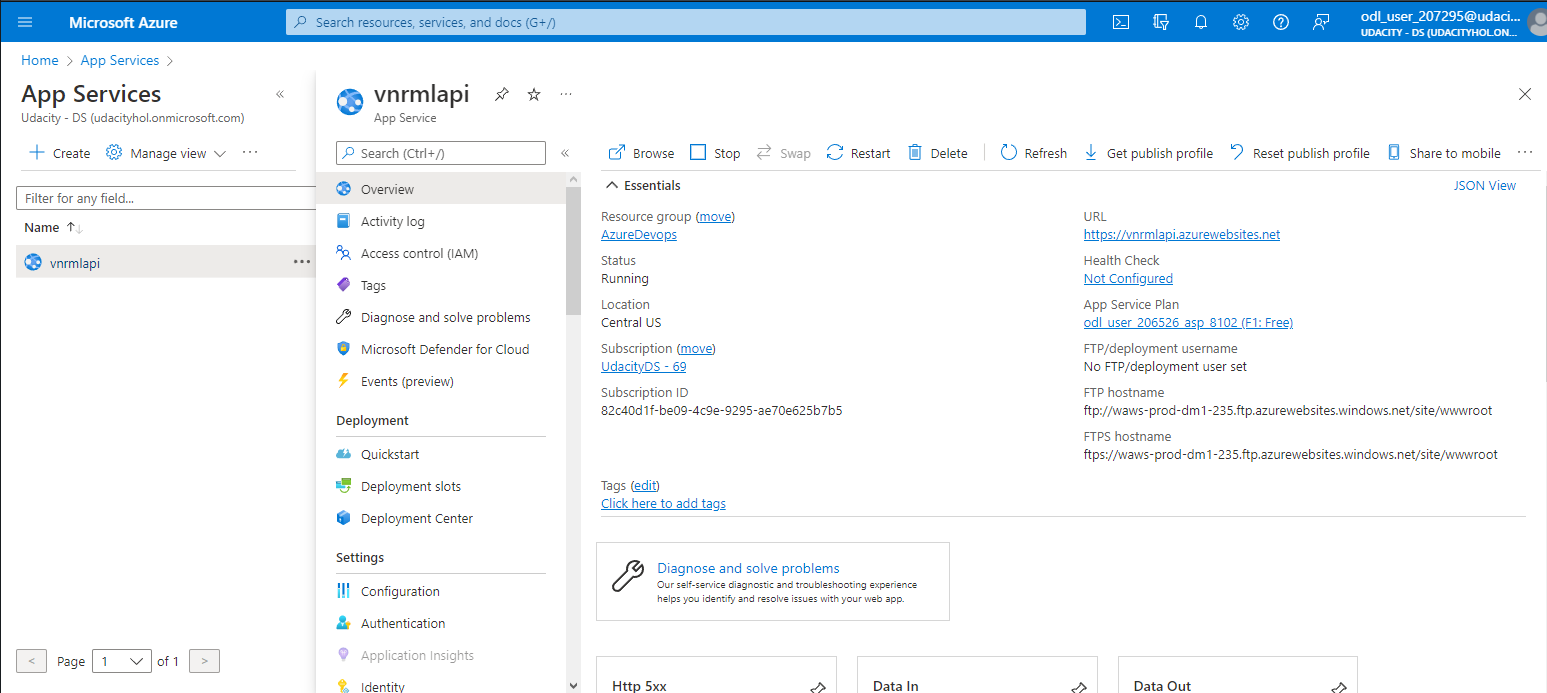 Microsoft Azure
Search resources, services, and docs (G+/)
odl_user_207295@udaci...
UDACITY - DS (UDACITYHOL.ON...
Home > App Services >
App Services
Udacity - DS (udacityhol.onmicrosoft.com)
Create
Manage view
Filter for any field...
Name
vnrmlapi
< Page 1 of 1 >
vnrmlapi
App Service
Search (Ctrl+/)
Overview
Activity log
Access control (IAM)
Tags
Diagnose and solve problems
Microsoft Defender for Cloud
Events (preview)
Deployment
Quickstart
Deployment slots
Deployment Center
Settings
Configuration
Authentication
Application Insights
Identity
Browse Stop Swap Restart Delete Refresh Get publish profile Reset publish profile Share to mobile
Essentials
JSON View
Resource group (move)
AzureDevops
Status
Running
Location
Central US
Subscription (move)
UdacityDS - 69
Subscription ID
82c40d1f-be09-4c9e-9295-ae70e625b7b5
URL
https://vnrmlapi.azurewebsites.net
Health Check
Not Configured
App Service Plan
odl_user_206526_asp_8102 (F1: Free)
FTP/deployment username
No FTP/deployment user set
FTP hostname
ftp://waws-prod-dm1-235.ftp.azurewebsites.windows.net/site/wwwroot
FTPS hostname
ftps://waws-prod-dm1-235.ftp.azurewebsites.windows.net/site/wwwroot
Tags (edit)
Click here to add tags
Diagnose and solve problems
Our self-service diagnostic and troubleshooting experience
helps you identify and resolve issues with your web app.
Http 5xx
Data In
Data Out